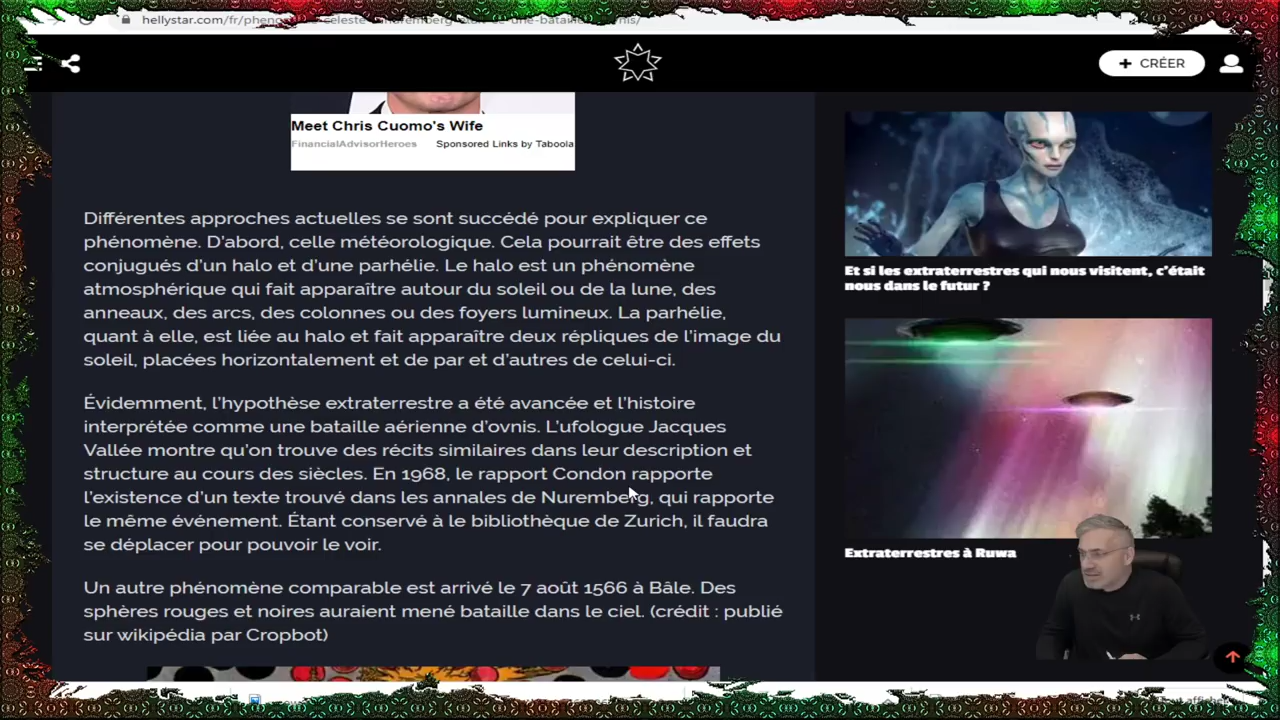 hellystar.com/fr/pheno
CRÉER
Meet Chris Cuomo's Wife
FinancialAdvisorHeroes Sponsored Links by Taboola
Différentes approches actuelles se sont succédé pour expliquer ce
phénomène. D'abord, celle météorologique. Cela pourrait être des effets
conjugués d'un halo et d'une parhélie. Le halo est un phénomène
atmosphérique qui fait apparaître autour du soleil ou de la lune, des
anneaux, des arcs, des colonnes ou des foyers lumineux. La parhélie,
quant à elle, est liée au halo et fait apparaître deux répliques de l'image du
soleil, placées horizontalement et de par et d'autres de celui-ci.
Évidemment, l'hypothèse extraterrestre a été avancée et l'histoire
interprétée comme une bataille aérienne d'ovnis. L'ufologue Jacques
Vallée montre qu'on trouve des récits similaires dans leur description et
structure au cours des siècles. En 1968, le rapport Condon rapporte
l'existence d'un texte trouvé dans les annales de Nuremberg, qui rapporte
le même événement. Étant conservé à le bibliothèque de Zurich, il faudra
se déplacer pour pouvoir le voir.
Un autre phénomène comparable est arrivé le 7 août 1566 à Bâle. Des
sphères rouges et noires auraient mené bataille dans le ciel. (crédit : publié
sur wikipédia par Cropbot)
Et si les extraterrestres qui nous visitent, c'était
nous dans le futur ?
Extraterrestres à Ruwa